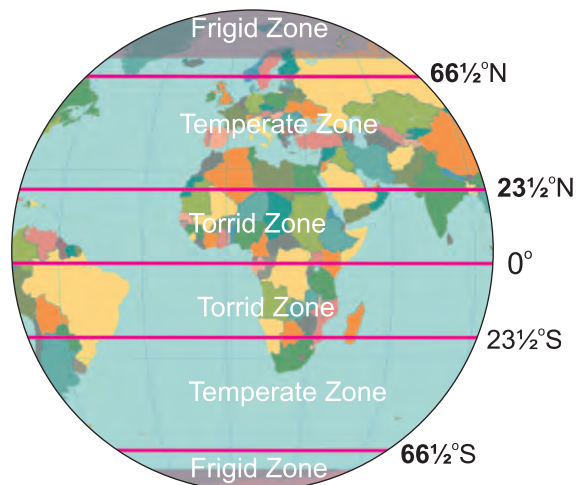 Frigid Zone
66½°N
Temperate Zone
23½°N
Torrid Zone
0°
Torrid Zone
23½°S
Temperate Zone
66½°S
Frigid Zone